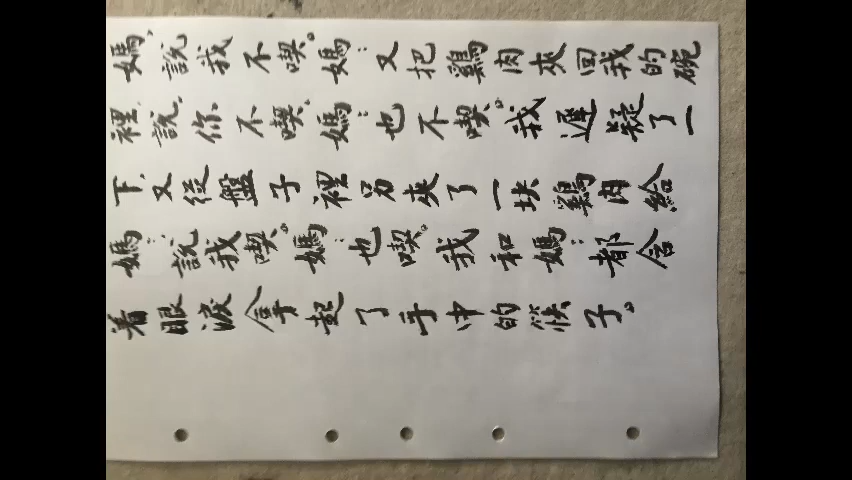 媽、說我不喫。媽：又把鷄肉夾回我的碗
裡，說，你不喫，媽：也不喫。我遲疑了一
下，又從盤子裡另夾了一块鷄肉給
媽：，說我喫。媽：也喫。我和媽：都含
着眼淚拿起了手中的筷子。